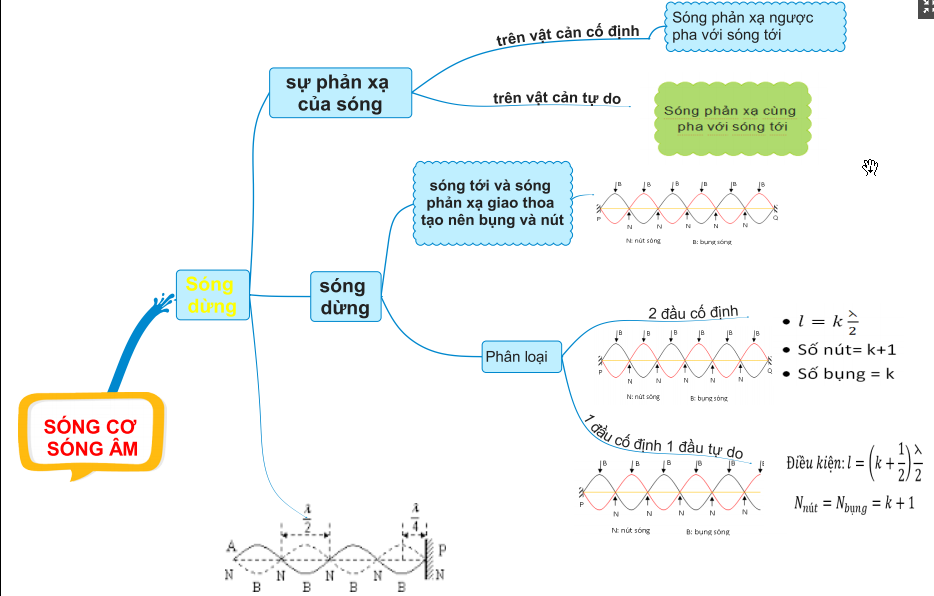 SÓNG CƠ
SÓNG ÂM
Sóng
dừng
sự phản xạ
của sóng
trên vật cản cố định
Sóng phản xạ ngược
pha với sóng tới
trên vật cản tự do
Sóng phản xạ cùng
pha với sóng tới
sóng
dừng
sóng tới và sóng
phản xạ giao thoa
tạo nên bụng và nút
B B B B B B
P N N N N N Q
N: nút sóng B: bụng sóng
Phân loại
2 đầu cố định
B B B B B B
P N N N N N Q
N: nút sóng B: bụng sóng
• l = k λ/2
• Số nút= k+1
• Số bụng = k
1 đầu cố định 1 đầu tự do
B B B B B B
P N N N N N
N: nút sóng B: bụng sóng
Điều kiện: l = (k + 1/2) λ/2
Nnút = Nbụng = k + 1
λ/2 λ/4
A P
N N N N N
B B B B